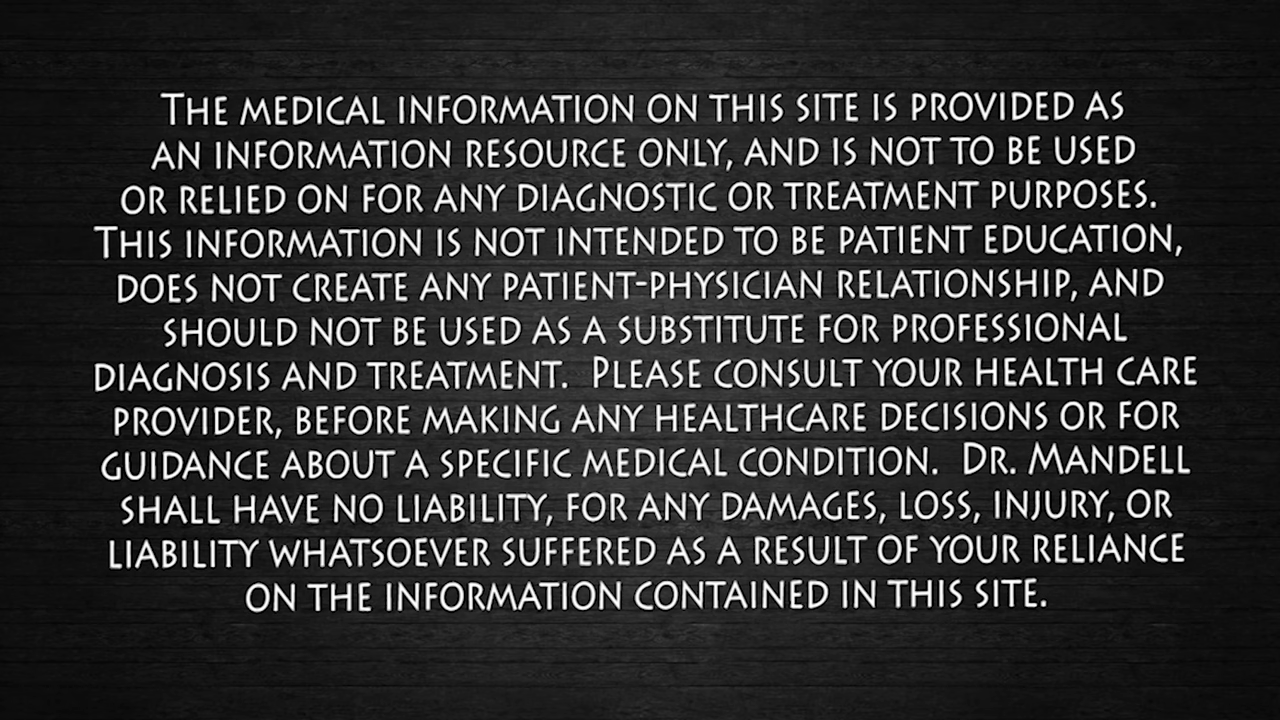 The medical information on this site is provided as
an information resource only, and is not to be used
or relied on for any diagnostic or treatment purposes.
This information is not intended to be patient education,
does not create any patient-physician relationship, and
should not be used as a substitute for professional
diagnosis and treatment. Please consult your health care
provider, before making any healthcare decisions or for
guidance about a specific medical condition. Dr. Mandell
shall have no liability, for any damages, loss, injury, or
liability whatsoever suffered as a result of your reliance
on the information contained in this site.